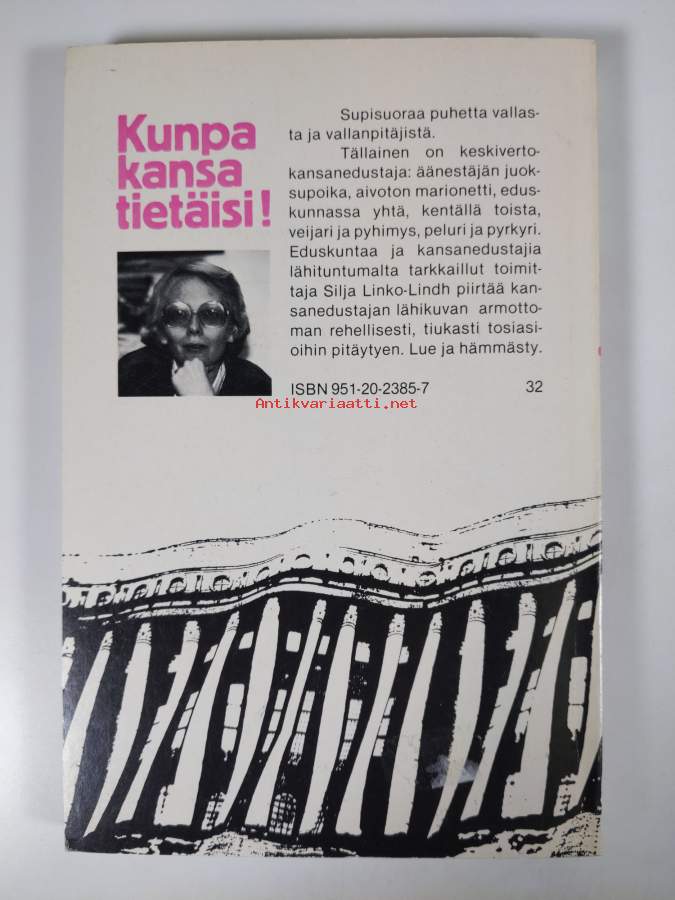 Kunpa
kansa
tietäisi!
Supisuoraa puhetta vallas-
ta ja vallanpitäjistä.
Tällainen on keskiverto-
kansanedustaja: äänestäjän juok-
supoika, aivoton marionetti, edus-
kunnassa yhtä, kentällä toista,
veijari ja pyhimys, peluri ja pyrkyri.
Eduskuntaa ja kansanedustajia
lähituntumalta tarkkaillut toimit-
taja Silja Linko-Lindh piirtää kan-
sanedustajan lähikuvan armotto-
man rehellisesti, tiukasti tosiasi-
oihin pitäytyen. Lue ja hämmästy.
ISBN 951-20-2385-7 32
Antikvariaatti.net